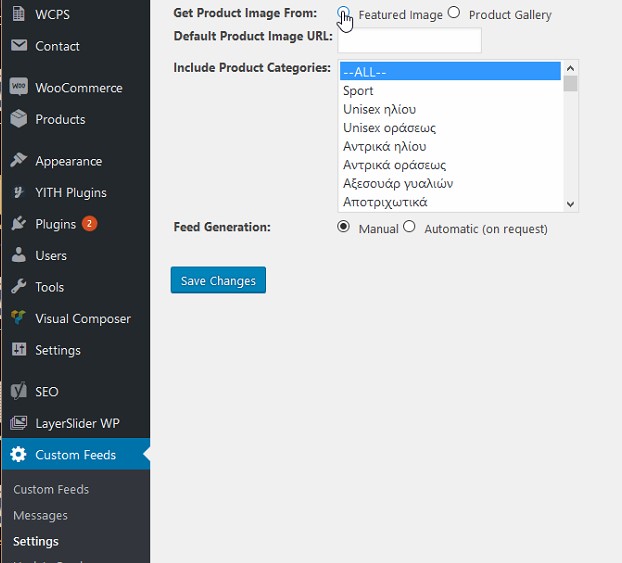 WCPS
Contact
WooCommerce
Products
Appearance
YITH Plugins
Plugins 2
Users
Tools
Visual Composer
Settings
SEO
LayerSlider WP
Custom Feeds
Custom Feeds
Messages
Settings
Get Product Image From: Featured Image Product Gallery
Default Product Image URL:
Include Product Categories: --ALL--
Sport
Unisex ηλίου
Unisex οράσεως
Αντρικά ηλίου
Αντρικά οράσεως
Αξεσουάρ γυαλιών
Αποτριχωτικά
Feed Generation: Manual Automatic (on request)
Save Changes